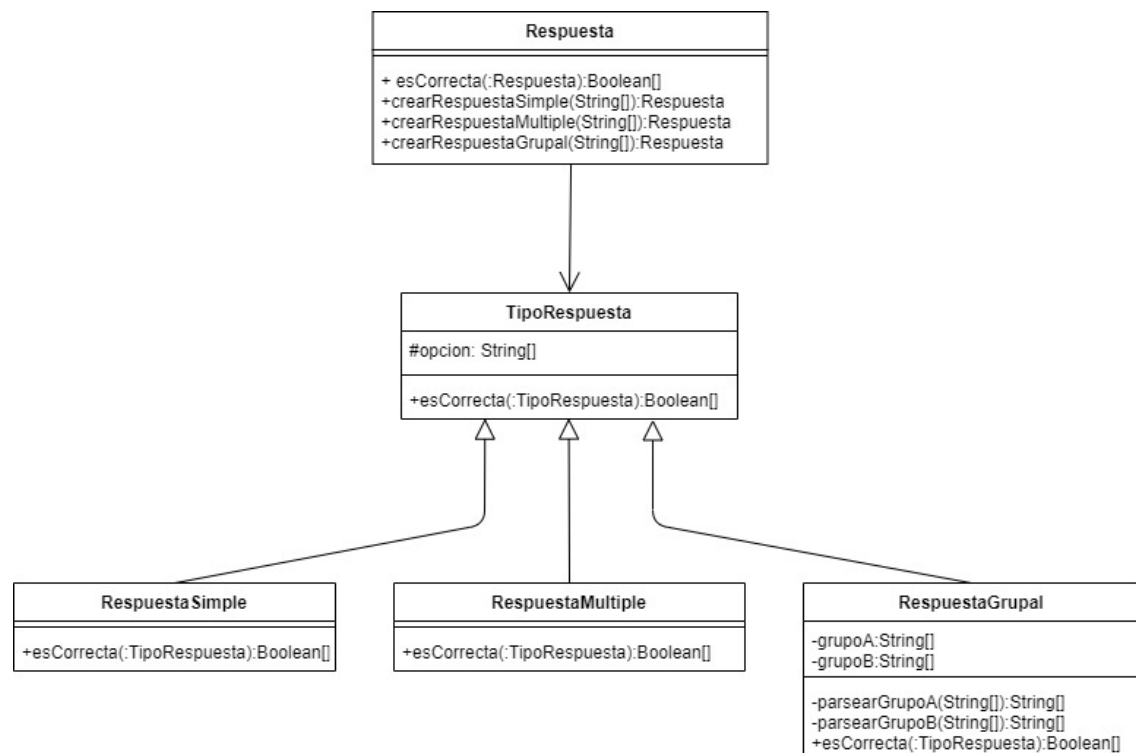 Respuesta
+ esCorrecta(:Respuesta):Boolean[]
+crearRespuestaSimple(String[]):Respuesta
+crearRespuestaMultiple(String[]):Respuesta
+crearRespuestaGrupal(String[]):Respuesta
TipoRespuesta
#opcion: String[]
+esCorrecta(:TipoRespuesta):Boolean[]
RespuestaSimple
+esCorrecta(:TipoRespuesta):Boolean[]
RespuestaMultiple
+esCorrecta(:TipoRespuesta):Boolean[]
RespuestaGrupal
-grupoA:String[]
-grupoB:String[]
-parsearGrupoA(String[]):String[]
-parsearGrupoB(String[]):String[]
+esCorrecta(:TipoRespuesta):Boolean[]